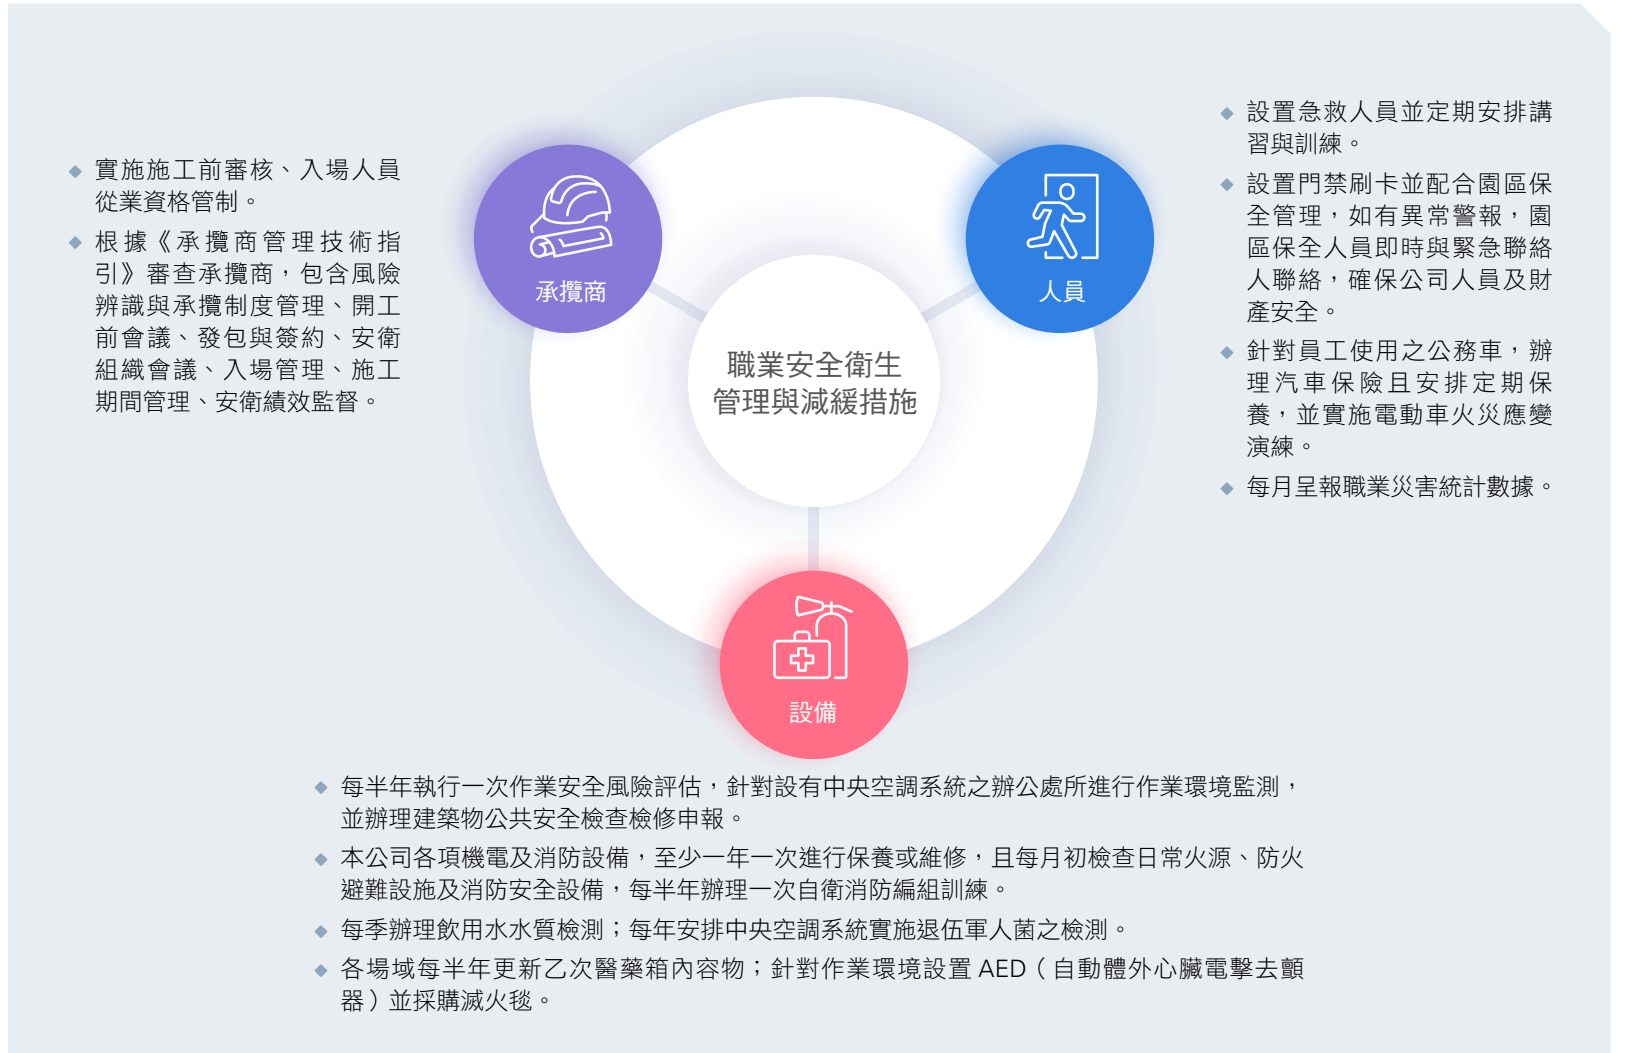 職業安全衛生
管理與減緩措施
承攬商
實施施工前審核、入場人員
從業資格管制。
根據《承攬商管理技術指
引》審查承攬商，包含風險
辨識與承攬制度管理、開工
前會議、發包與簽約、安衛
組織會議、入場管理、施工
期間管理、安衛績效監督。
人員
設置急救人員並定期安排講
習與訓練。
設置門禁刷卡並配合園區保
全管理，如有異常警報，園
區保全人員即時與緊急聯絡
人聯絡，確保公司人員及財
產安全。
針對員工使用之公務車，辦
理汽車保險且安排定期保
養，並實施電動車火災應變
演練。
每月呈報職業災害統計數據。
設備
每半年執行一次作業安全風險評估，針對設有中央空調系統之辦公處所進行作業環境監測，
並辦理建築物公共安全檢查檢修申報。
本公司各項機電及消防設備，至少一年一次進行保養或維修，且每月初檢查日常火源、防火
避難設施及消防安全設備，每半年辦理一次自衛消防編組訓練。
每季辦理飲用水水質檢測；每年安排中央空調系統實施退伍軍人菌之檢測。
各場域每半年更新乙次醫藥箱內容物；針對作業環境設置 AED（自動體外心臟電擊去顫
器）並採購滅火毯。